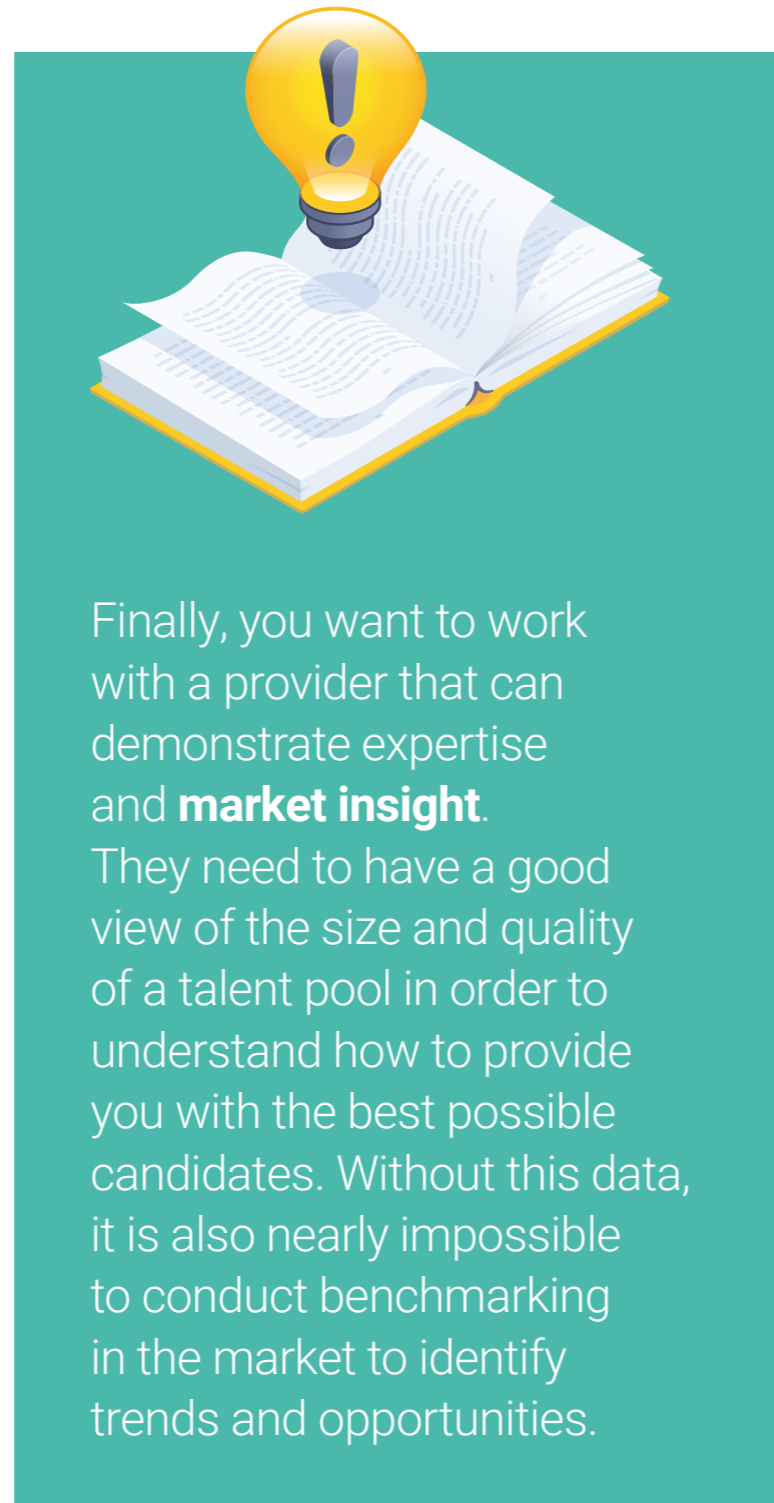 Finally, you want to work
with a provider that can
demonstrate expertise
and market insight.
They need to have a good
view of the size and quality
of a talent pool in order to
understand how to provide
you with the best possible
candidates. Without this data,
it is also nearly impossible
to conduct benchmarking
in the market to identify
trends and opportunities.